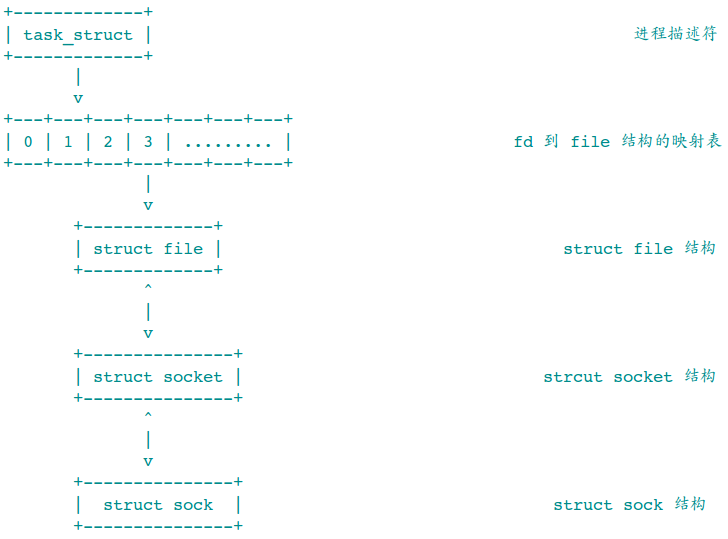 +-------------+
| task_struct |                                                進程描述符
+-------------+
       |
       v
+---+---+---+---+---+---+---+
| 0 | 1 | 2 | 3 | ......... |                      fd 到 file 结构的映射表
+---+---+---+---+---+---+---+
              |
              v
       +-------------+
       | struct file |                                  struct file 结构
       +-------------+
              ^
              |
              v
       +---------------+
       | struct socket |                              strcut socket 结构
       +---------------+
              ^
              |
              v
       +---------------+
       |  struct sock  |                               struct sock 结构
       +---------------+